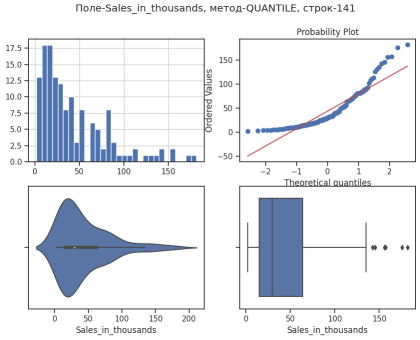 Поле-Sales_in_thousands, метод-QUANTILE, строк-141
Probability Plot
17.5
15.0
12.5
10.0
7.5
5.0
2.5
0.0
0 50 100 150
Ordered Values
150
100
50
0
−50
−2 −1 0 1 2
Theoretical quantiles
0 50 100 150 200
Sales_in_thousands
0 50 100 150
Sales_in_thousands